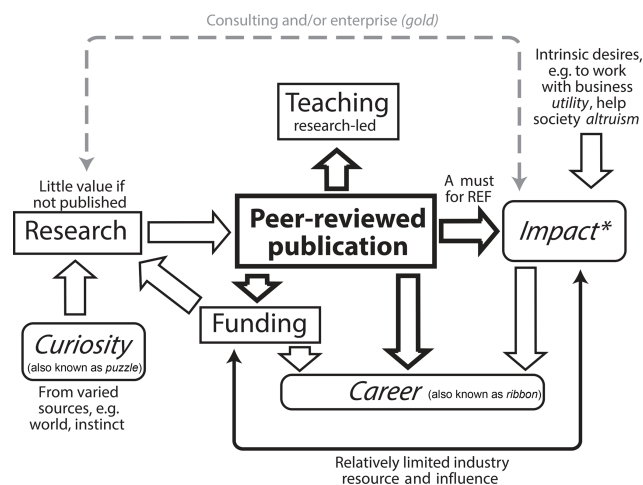 Consulting and/or enterprise (gold)
Intrinsic desires,
e.g. to work
with business
utility, help
society altruism
Teaching
research-led
Little value if
not published
Research
Peer-reviewed
publication
A must
for REF
Impact*
Funding
Curiosity
(also known as puzzle)
From varied
sources, e.g.
world, instinct
Career (also known as ribbon)
Relatively limited industry
resource and influence